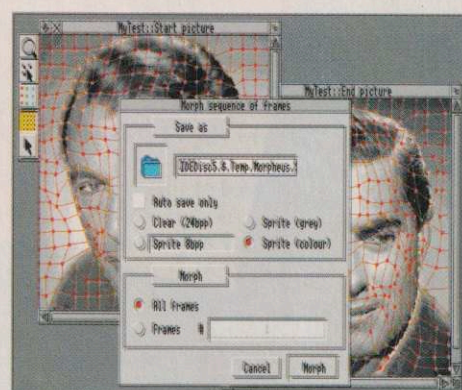 MyTest::Start picture
MyTest::End picture
Morph sequence of frames
Save as
IDEDisc5.$.Temp.Morpheus.
Auto save only
Clear (24bpp)
Sprite (grey)
Sprite 8bpp
Sprite (colour)
Morph
All frames
Frames #
Cancel
Morph